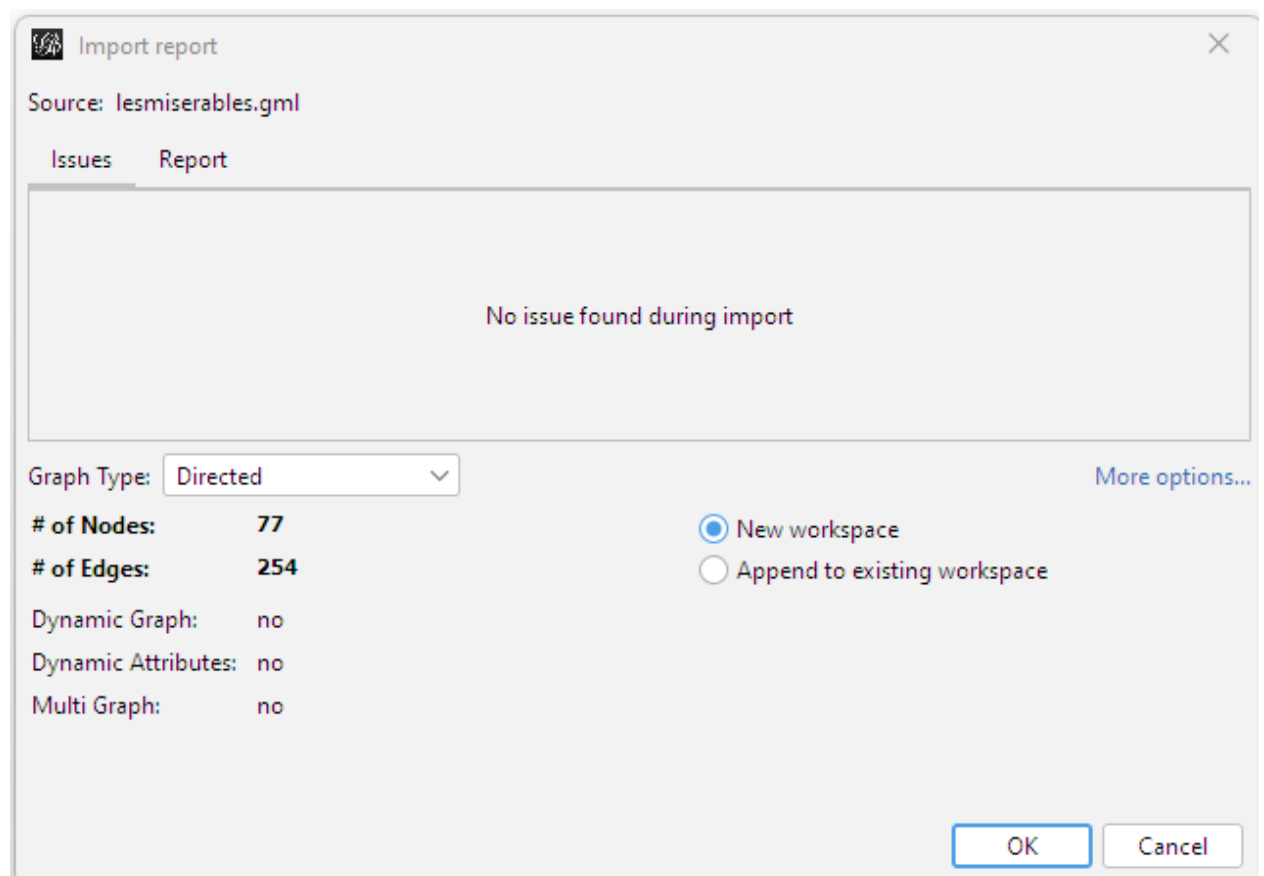 Import report
Source: lesmiserables.gml
Issues Report
No issue found during import
Graph Type: Directed More options...
# of Nodes: 77
# of Edges: 254
New workspace
Append to existing workspace
Dynamic Graph: no
Dynamic Attributes: no
Multi Graph: no
OK Cancel